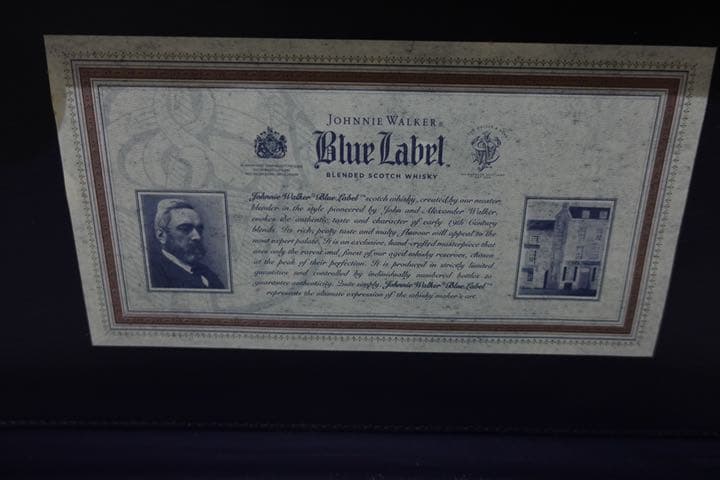 JOHNNIE WALKER®
Blue Label™
BLENDED SCOTCH WHISKY
Johnnie Walker® Blue Label™ scotch whisky, created by our master
blender in the style pioneered by John and Alexander Walker,
evokes the authentic taste and character of early 19th Century
blends. Its rich, peaty taste and malty flavour will appeal to the
most expert palate. It is an exclusive, hand-crafted masterpiece that
uses only the rarest and finest of our aged whisky reserves, chosen
at the peak of their perfection. It is produced in strictly limited
quantities and controlled by individually numbered bottles to
guarantee authenticity. Quite simply, Johnnie Walker® Blue Label™
represents the ultimate expression of the whisky maker's art.